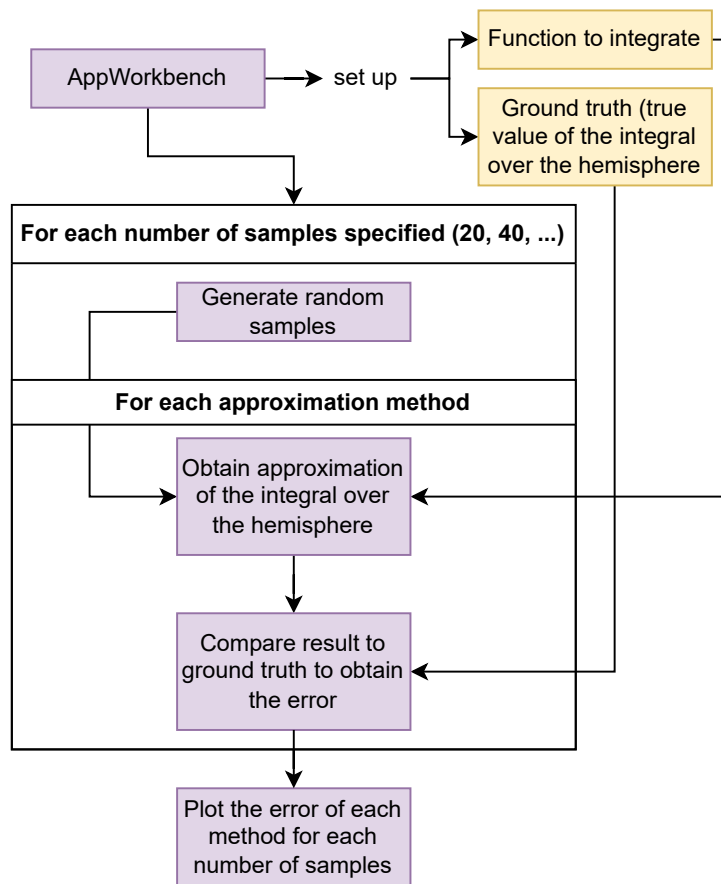 Function to integrate
AppWorkbench
set up
Ground truth (true
value of the integral
over the hemisphere
For each number of samples specified (20, 40, ...)
Generate random
samples
For each approximation method
Obtain approximation
of the integral over
the hemisphere
Compare result to
ground truth to obtain
the error
Plot the error of each
method for each
number of samples